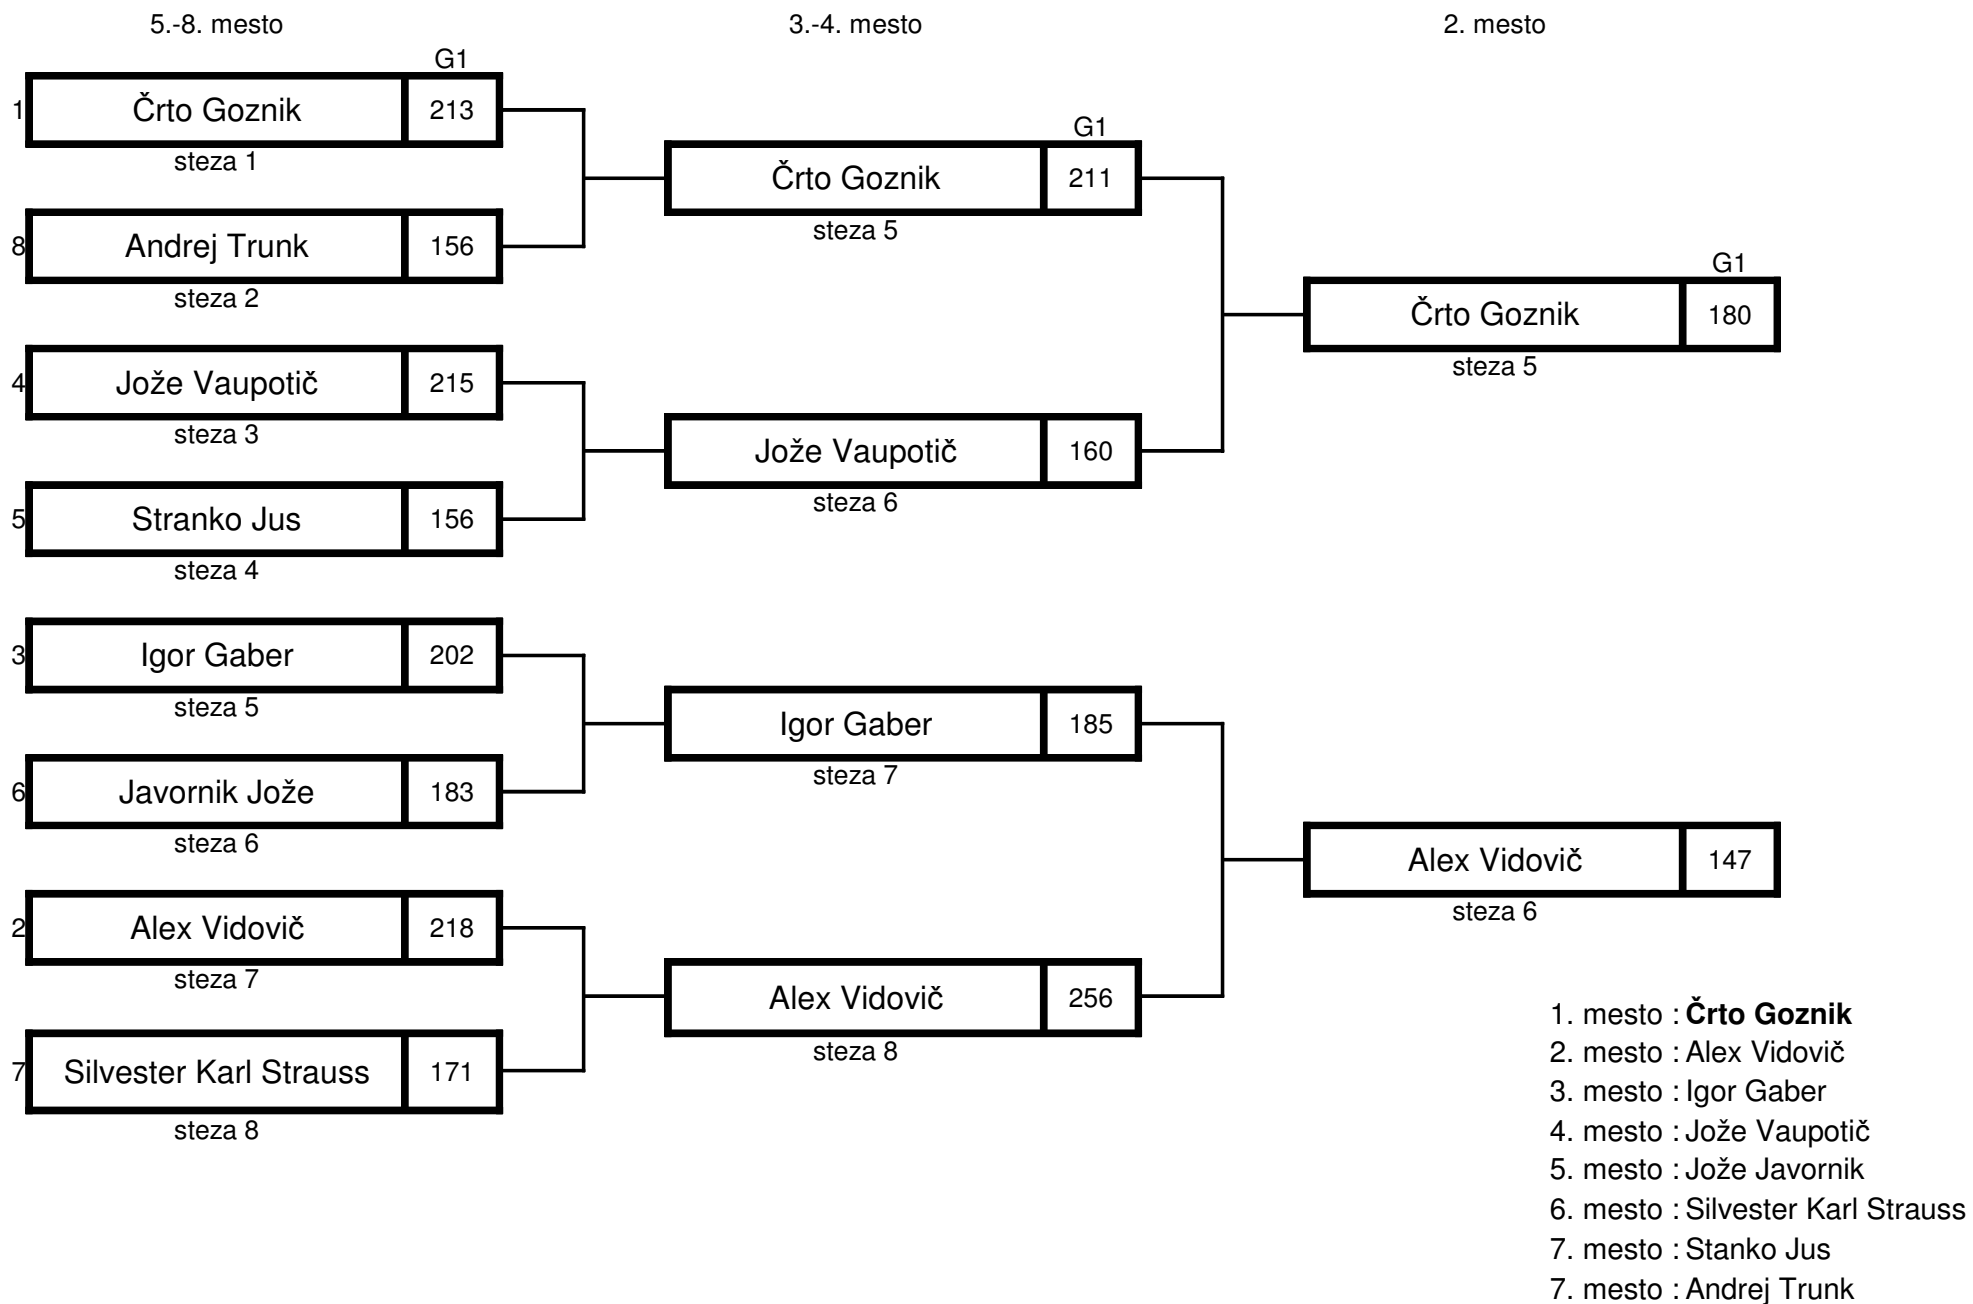 5.-8. mesto 3.-4. mesto 2. mesto
G1
1 Črto Goznik 213
steza 1
8 Andrej Trunk 156
steza 2
4 Jože Vaupotič 215
steza 3
5 Stranko Jus 156
steza 4
3 Igor Gaber 202
steza 5
6 Javornik Jože 183
steza 6
2 Alex Vidovič 218
steza 7
7 Silvester Karl Strauss 171
steza 8
G1
Črto Goznik 211
steza 5
Jože Vaupotič 160
steza 6
Igor Gaber 185
steza 7
Alex Vidovič 256
steza 8
G1
Črto Goznik 180
steza 5
Alex Vidovič 147
steza 6
1. mesto : Črto Goznik
2. mesto : Alex Vidovič
3. mesto : Igor Gaber
4. mesto : Jože Vaupotič
5. mesto : Jože Javornik
6. mesto : Silvester Karl Strauss
7. mesto : Stanko Jus
7. mesto : Andrej Trunk